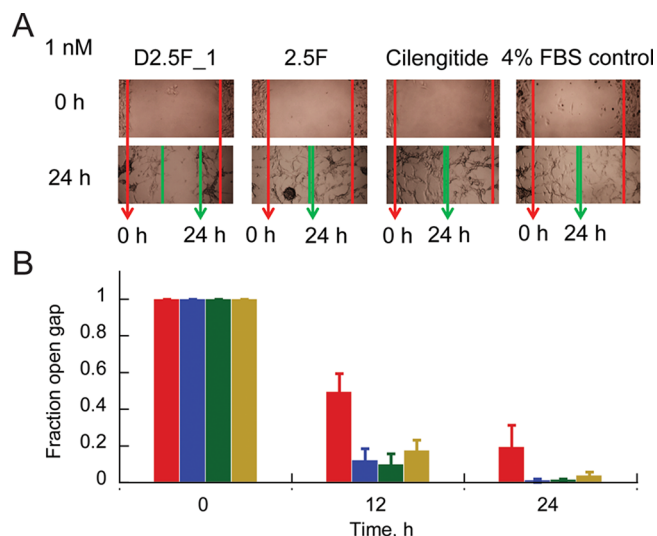 A
1 nM
D2.5F_1 2.5F Cilengitide 4% FBS control
0 h
24 h
0 h 24 h 0 h 24 h 0 h 24 h 0 h 24 h
B
Fraction open gap
1
0.8
0.6
0.4
0.2
0
0 12 24
Time, h